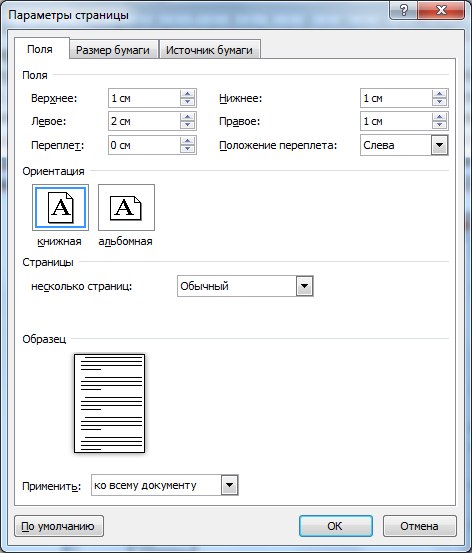 Параметры страницы
Поля Размер бумаги Источник бумаги
Поля
Верхнее: 1 см Нижнее: 1 см
Левое: 2 см Правое: 1 см
Переплет: 0 см Положение переплета: Слева
Ориентация
A A
книжная альбомная
Страницы
несколько страниц: Обычный
Образец
Применить: ко всему документу
По умолчанию ОК Отмена